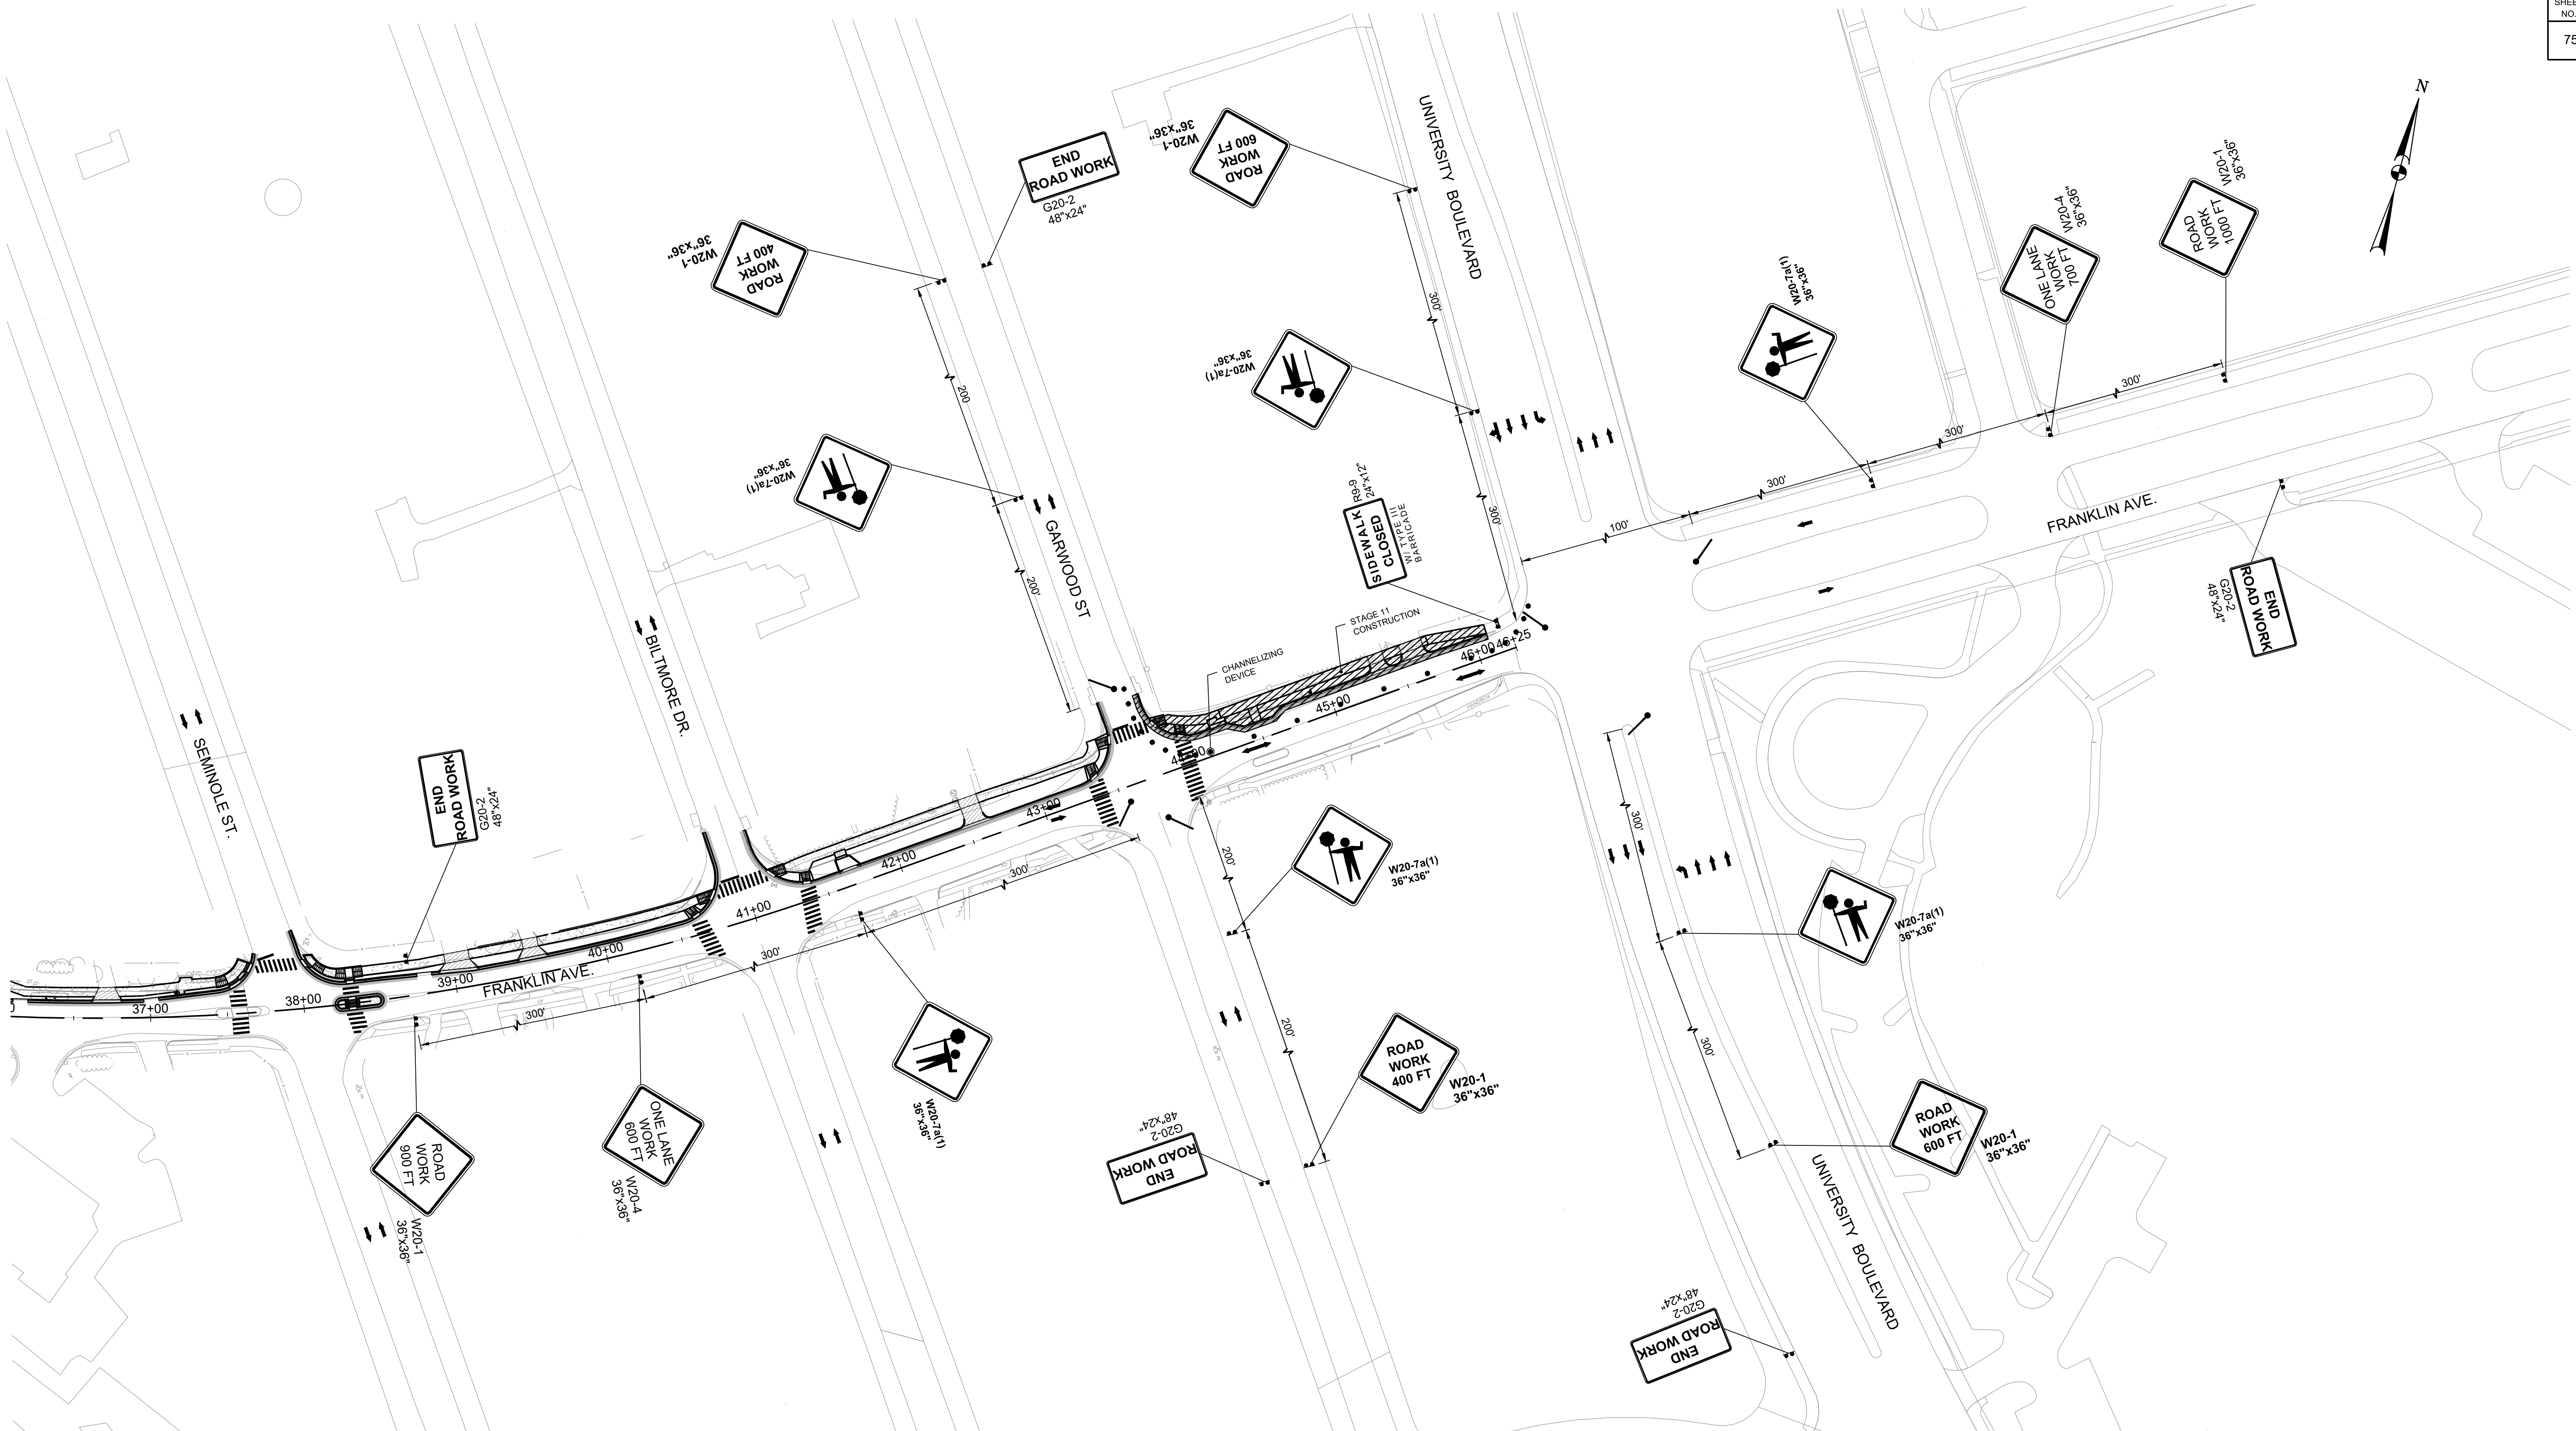 SHEET
NO.
75
N
END
ROAD WORK
G20-2
48"x24"
W20-1
36"x36"
ROAD
WORK
600 FT
UNIVERSITY BOULEVARD
W20-1
36"x36"
ROAD
WORK
1000 FT
W20-4
36"x36"
ONE LANE
WORK
700 FT
W20-1
36"x36"
ROAD
WORK
400 FT
W20-7a(1)
36"x36"
300'
300'
300'
W20-7a(1)
36"x36"
200
W20-7a(1)
36"x36"
300'
300'
100'
SIDEWALK
CLOSED
R9-9
24"x12"
W/ TYPE III
BARRICADE
FRANKLIN AVE.
GARWOOD ST
200'
STAGE 11
CONSTRUCTION
CHANNELIZING
DEVICE
END
ROAD WORK
G20-2
48"x24"
BILTMORE DR.
46+25
46+00
45+00
44+00
43+00
42+00
41+00
40+00
39+00
38+00
37+00
SEMINOLE ST.
END
ROAD WORK
G20-2
48"x24"
FRANKLIN AVE.
300'
300'
300'
200'
W20-7a(1)
36"x36"
300'
W20-7a(1)
36"x36"
W20-7a(1)
36"x36"
200'
300'
ROAD
WORK
400 FT
W20-1
36"x36"
ROAD
WORK
900 FT
W20-1
36"x36"
ONE LANE
WORK
600 FT
W20-4
36"x36"
END
ROAD WORK
G20-2
48"x24"
ROAD
WORK
600 FT
W20-1
36"x36"
UNIVERSITY BOULEVARD
END
ROAD WORK
G20-2
48"x24"